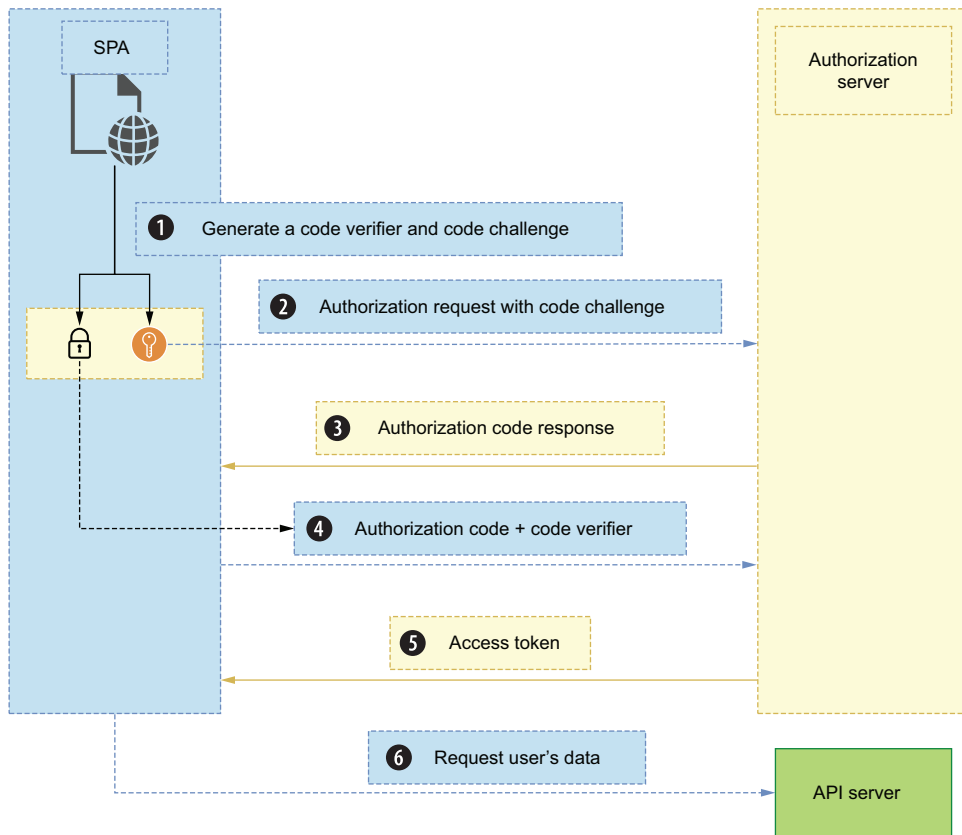 SPA
Authorization
server
1 Generate a code verifier and code challenge
2 Authorization request with code challenge
3 Authorization code response
4 Authorization code + code verifier
5 Access token
6 Request user’s data
API server